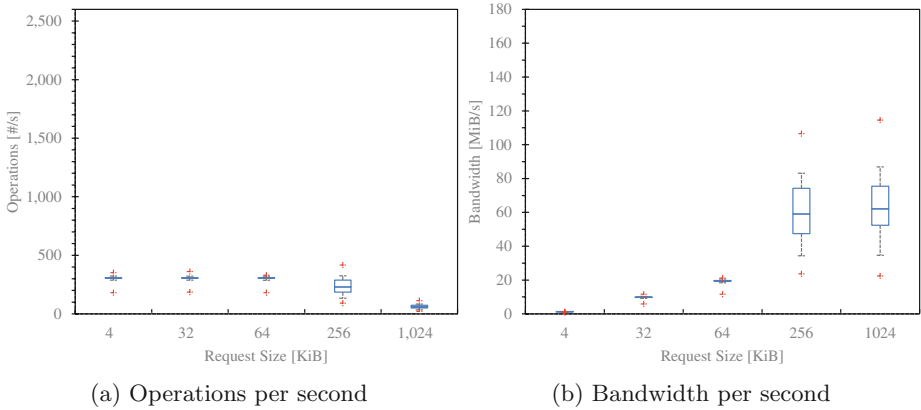 2,500
2,000
1,500
1,000
500
0
Operations [#/s]
4 32 64 256 1,024
Request Size [KiB]
(a) Operations per second
180
160
140
120
100
80
60
40
20
0
Bandwidth [MiB/s]
4 32 64 256 1024
Request Size [KiB]
(b) Bandwidth per second